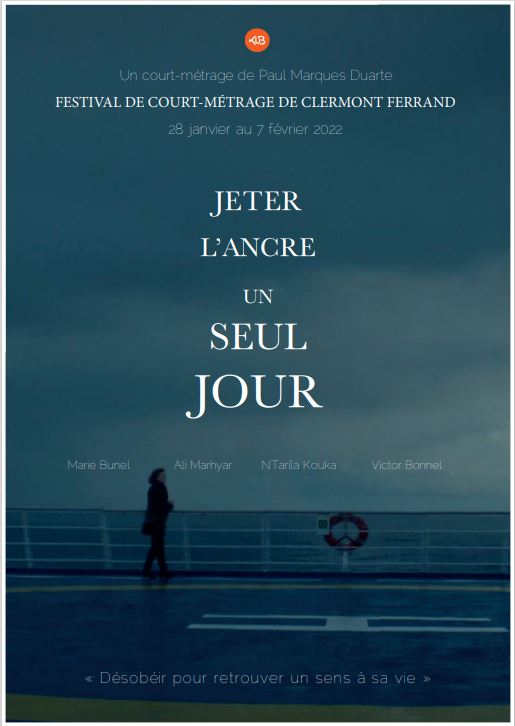 KUB
Un court-métrage de Paul Marques Duarte
FESTIVAL DE COURT-MÉTRAGE DE CLERMONT FERRAND
28 janvier au 7 février 2022
JETER
L'ANCRE
UN
SEUL
JOUR
Marie Bunel Ali Marhyar N'Tarila Kouka Victor Bonnel
« Désobéir pour retrouver un sens à sa vie »